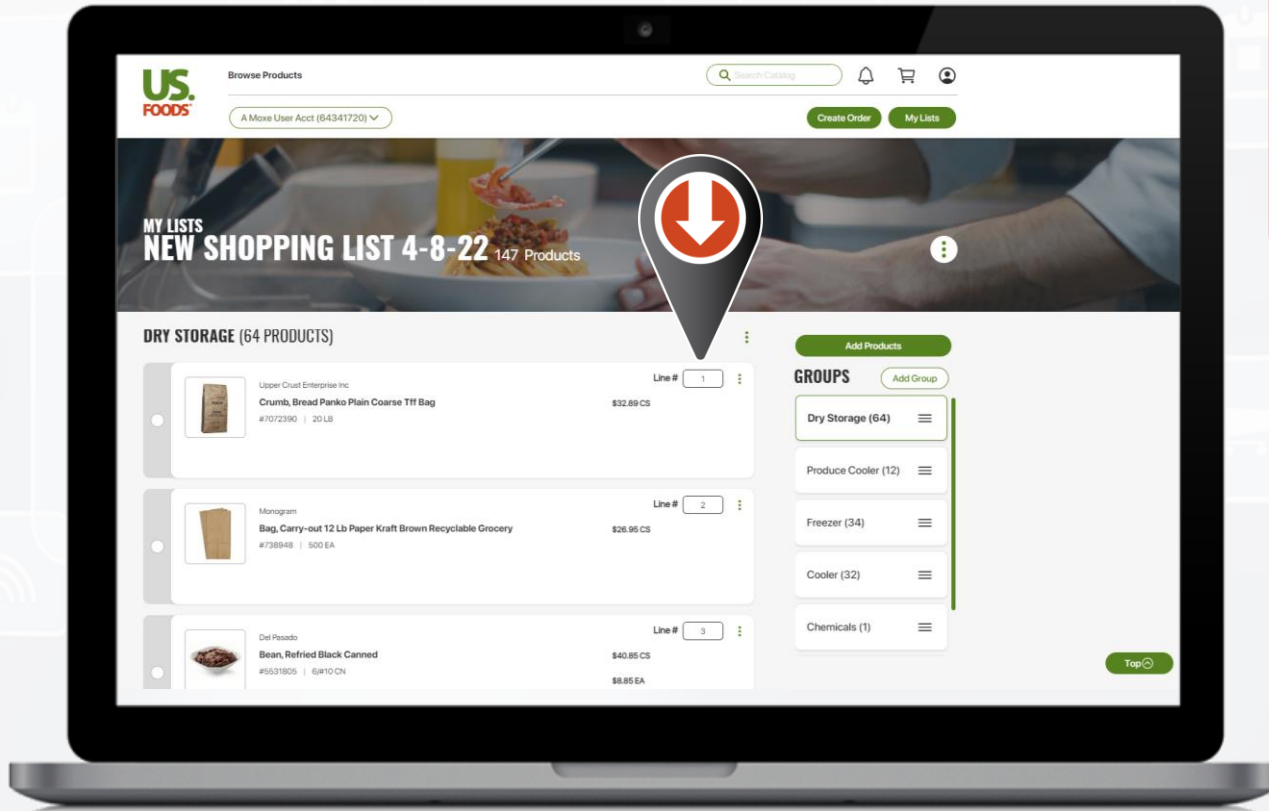 US.
FOODS
Browse Products
Search Catalog
A Moxe User Acct (64341720)
Create Order
My Lists
MY LISTS
NEW SHOPPING LIST 4-8-22 147 Products
DRY STORAGE (64 PRODUCTS)
Upper Crust Enterprise Inc
Line # 1
Crumb, Bread Panko Plain Coarse Tff Bag
$32.89 CS
#7072390 | 20 LB
Monogram
Line # 2
Bag, Carry-out 12 Lb Paper Kraft Brown Recyclable Grocery
$26.95 CS
#738948 | 500 EA
Del Pasado
Line # 3
Bean, Refried Black Canned
$40.85 CS
#5531805 | 6/#10 CN
$8.85 EA
Add Products
GROUPS
Add Group
Dry Storage (64)
Produce Cooler (12)
Freezer (34)
Cooler (32)
Chemicals (1)
Top